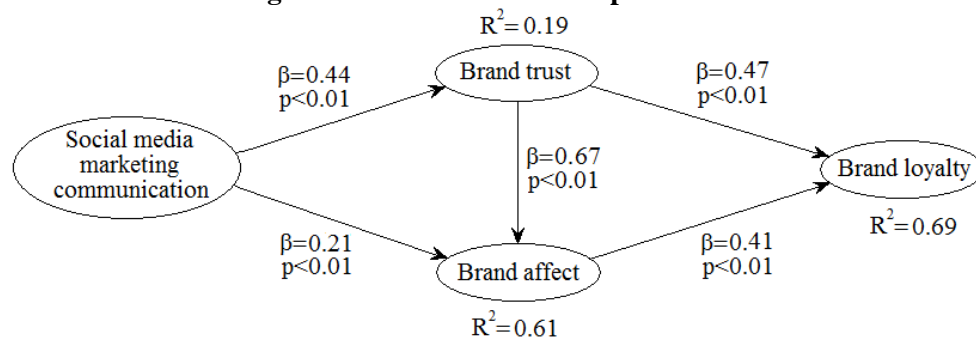 R²=0.19
Brand trust
β=0.44
p<0.01
β=0.47
p<0.01
Social media
marketing
communication
β=0.67
p<0.01
Brand loyalty
R²=0.69
β=0.21
p<0.01
β=0.41
p<0.01
Brand affect
R²=0.61